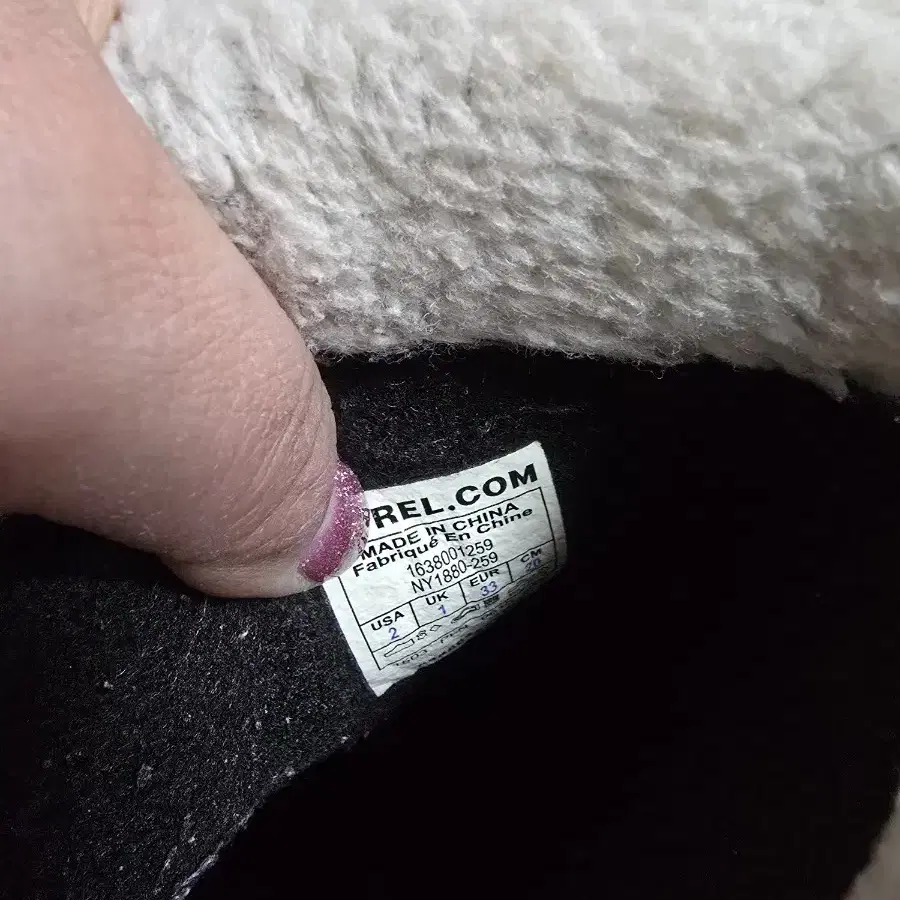 REL.COM
MADE IN CHINA
Fabriqué En Chine
1638001259
NY1880-259
USA UK EUR CM
2 1 33 20